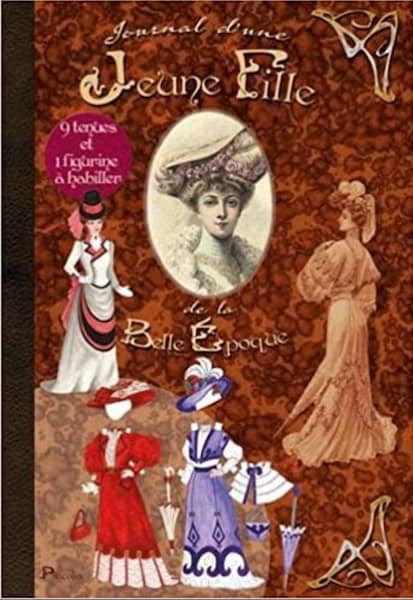 Journal d'une
Jeune Fille
9 tenues
et
1 figurine
à habiller
de la
Belle Époque